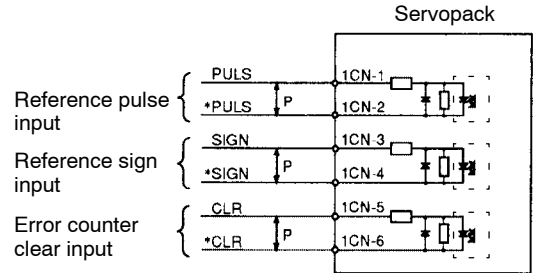 Servopack
Reference pulse
input
PULS
*PULS
P
1CN-1
1CN-2
Reference sign
input
SIGN
*SIGN
P
1CN-3
1CN-4
Error counter
clear input
CLR
*CLR
P
1CN-5
1CN-6